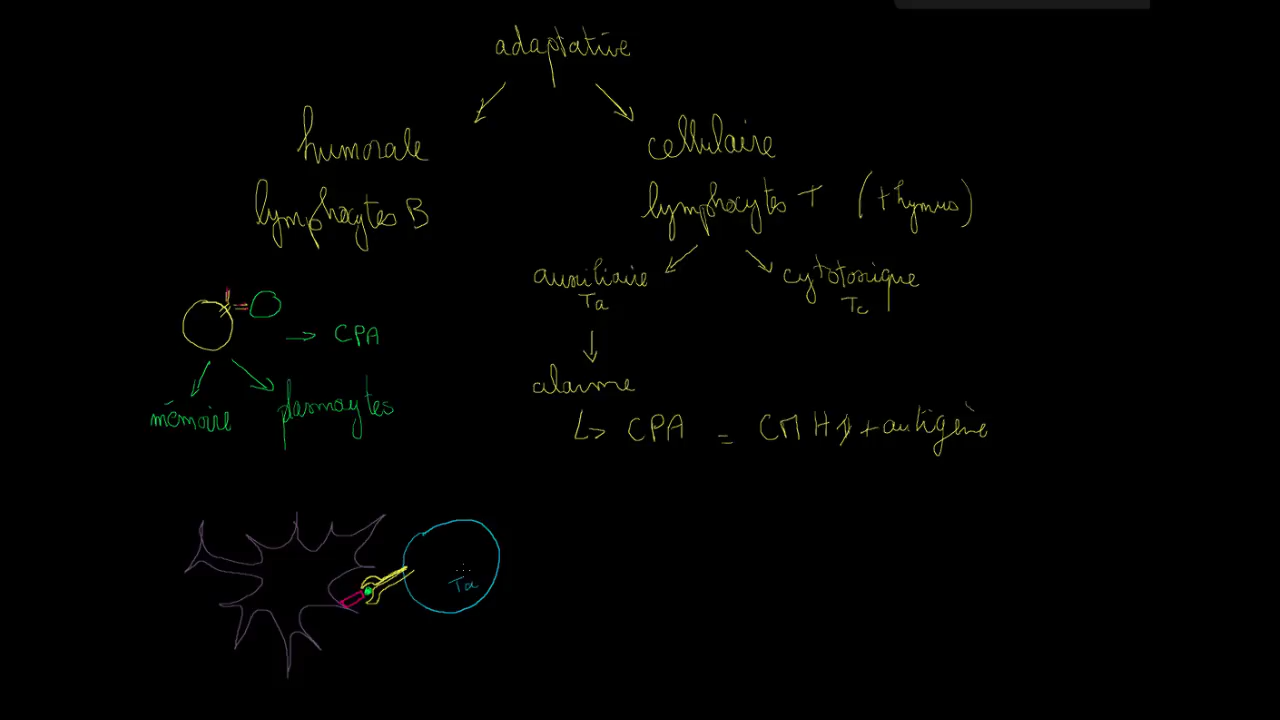 adaptative
humorale
cellulaire
lymphocytes B
lymphocytes T (thymus)
auxiliaire
Ta
cytotoxique
Tc
CPA
mémoire
plasmocytes
alarme
CPA = CMH + antigène
Ta